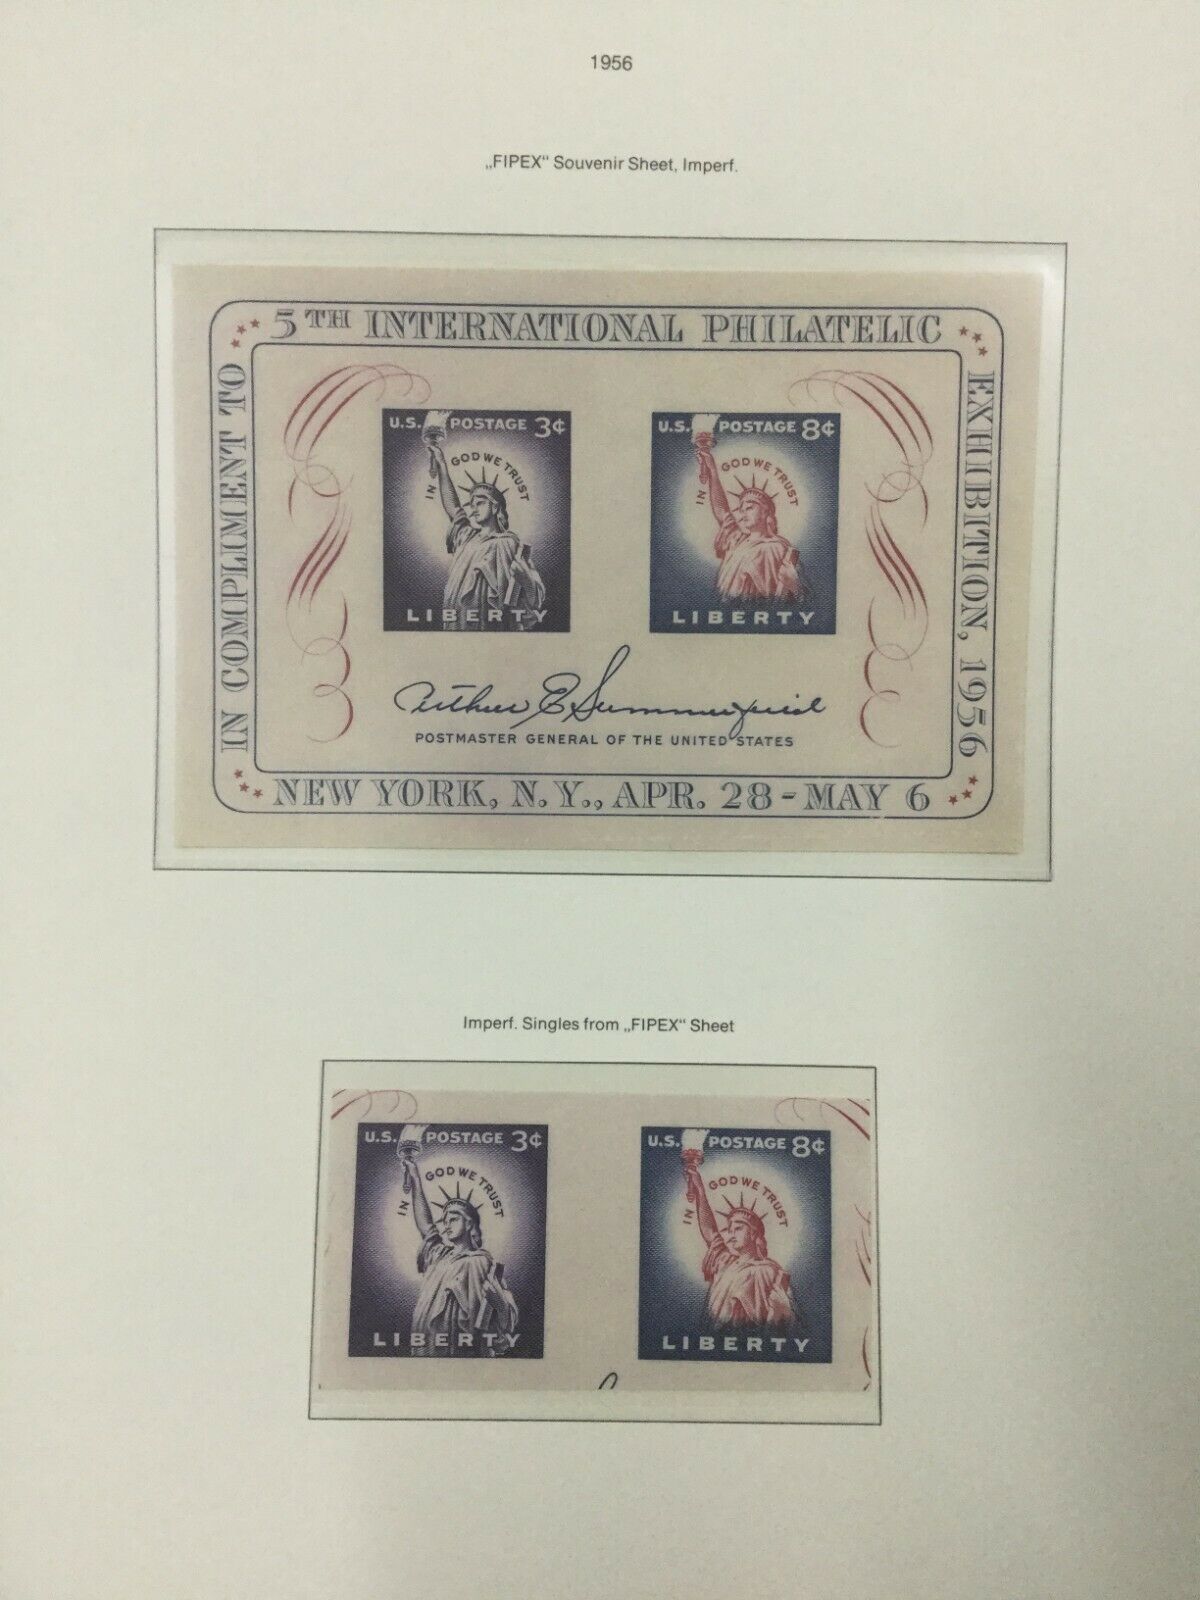 1956
„FIPEX“ Souvenir Sheet, Imperf.
IN COMPLIMENT TO
5TH INTERNATIONAL PHILATELIC
EXHIBITION, 1956
U.S. POSTAGE 3¢
IN GOD WE TRUST
LIBERTY
U.S. POSTAGE 8¢
IN GOD WE TRUST
LIBERTY
Arthur E Summerfield
POSTMASTER GENERAL OF THE UNITED STATES
NEW YORK, N.Y., APR. 28 - MAY 6
Imperf. Singles from „FIPEX“ Sheet
U.S. POSTAGE 3¢
IN GOD WE TRUST
LIBERTY
U.S. POSTAGE 8¢
IN GOD WE TRUST
LIBERTY